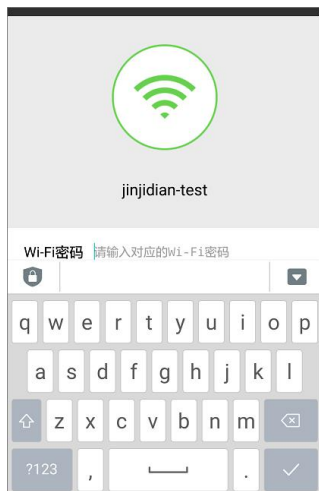 jinjidian-test
Wi-Fi密码 请输入对应的Wi-Fi密码
q w e r t y u i o p
a s d f g h j k l
z x c v b n m
?123 , .